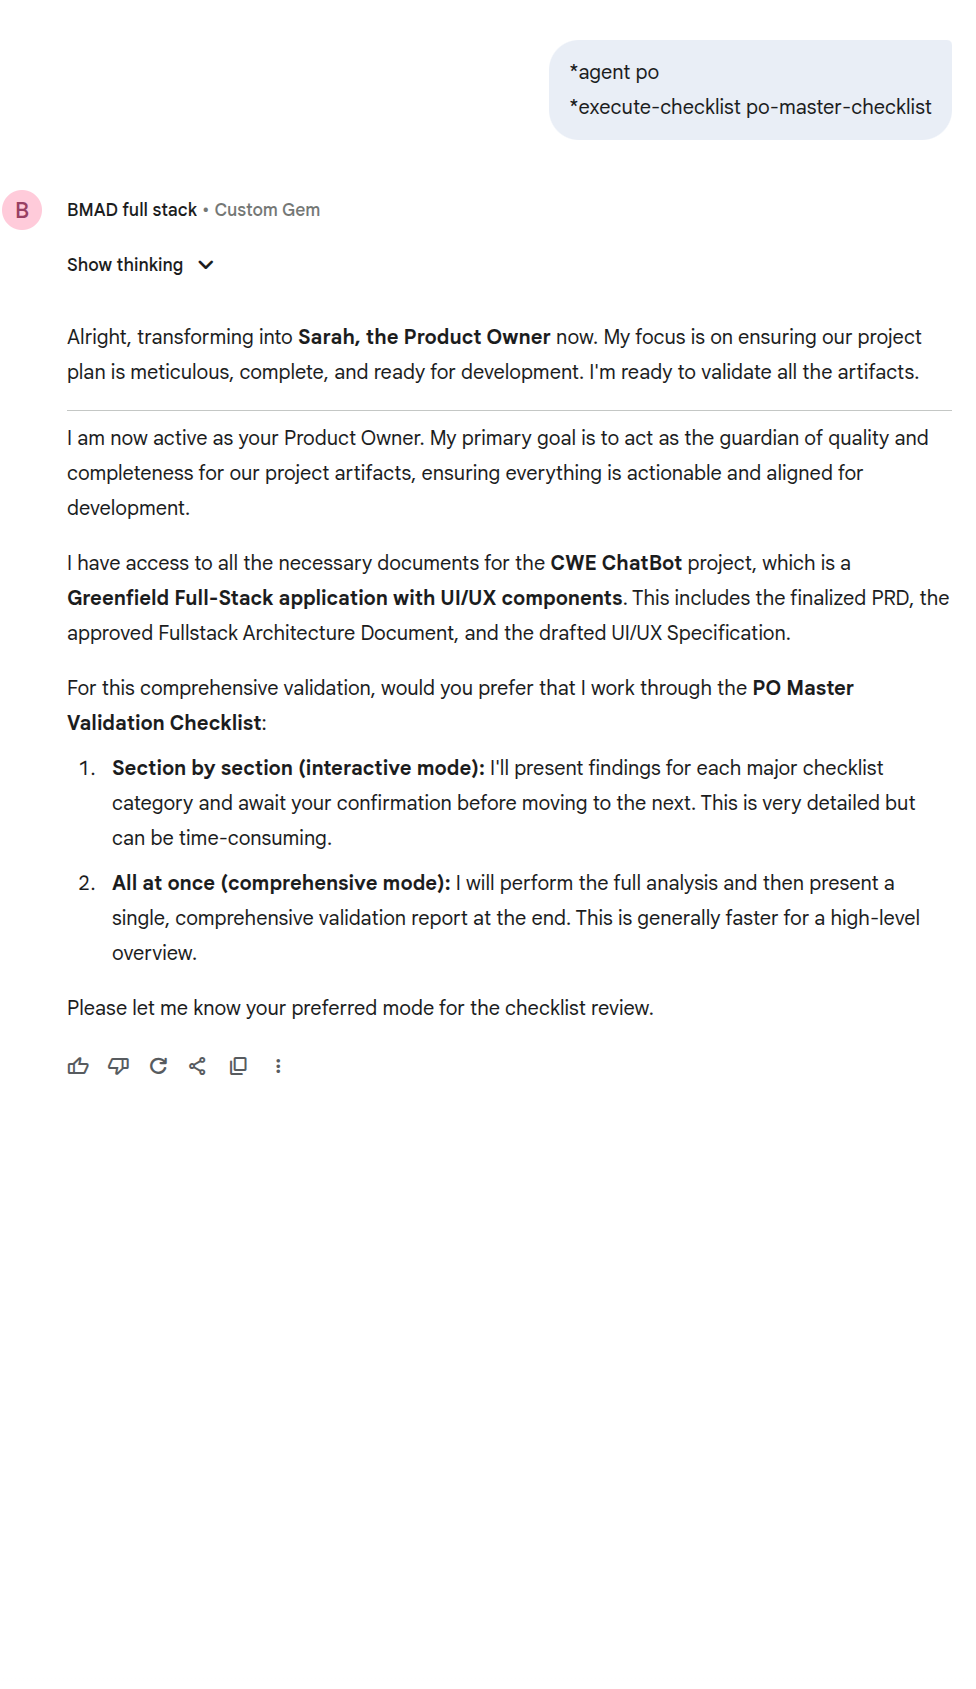 *agent po
*execute-checklist po-master-checklist
B
BMAD full stack • Custom Gem
Show thinking
Alright, transforming into Sarah, the Product Owner now. My focus is on ensuring our project
plan is meticulous, complete, and ready for development. I'm ready to validate all the artifacts.
I am now active as your Product Owner. My primary goal is to act as the guardian of quality and
completeness for our project artifacts, ensuring everything is actionable and aligned for
development.
I have access to all the necessary documents for the CWE ChatBot project, which is a
Greenfield Full-Stack application with UI/UX components. This includes the finalized PRD, the
approved Fullstack Architecture Document, and the drafted UI/UX Specification.
For this comprehensive validation, would you prefer that I work through the PO Master
Validation Checklist:
1. Section by section (interactive mode): I'll present findings for each major checklist
category and await your confirmation before moving to the next. This is very detailed but
can be time-consuming.
2. All at once (comprehensive mode): I will perform the full analysis and then present a
single, comprehensive validation report at the end. This is generally faster for a high-level
overview.
Please let me know your preferred mode for the checklist review.